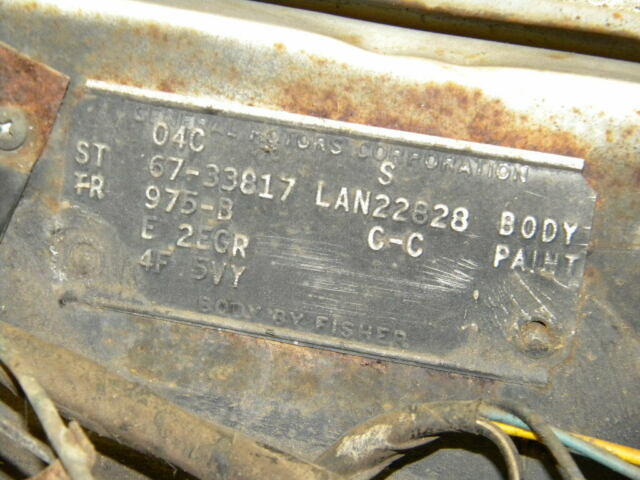 GENERAL MOTORS CORPORATION
04C S
ST 67-33817 LAN22828 BODY
TR 975-B C-C PAINT
E 2EGR
4F 5VY
BODY BY FISHER